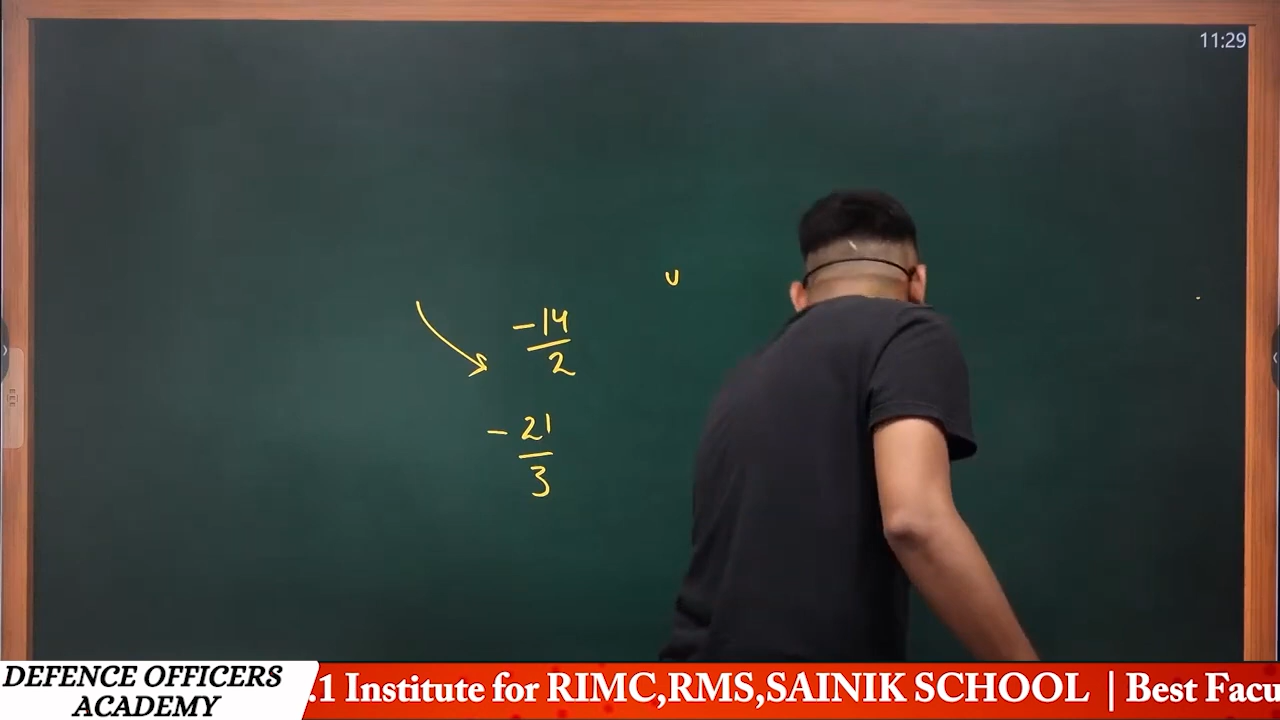 11:29
u
-14
2
- 21
3
DEFENCE OFFICERS
ACADEMY
.1 Institute for RIMC,RMS,SAINIK SCHOOL | Best Facu